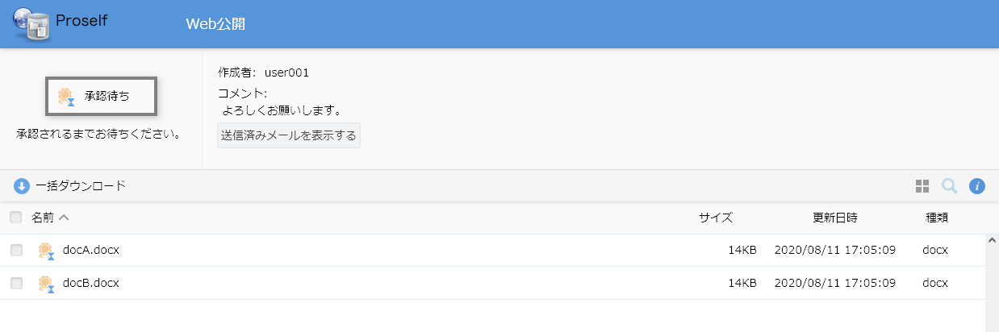 Proself
Web公開
承認待ち
承認されるまでお待ちください。
作成者: user001
コメント:
よろしくお願いします。
送信済みメールを表示する
一括ダウンロード
名前 サイズ 更新日時 種類
docA.docx 14KB 2020/08/11 17:05:09 docx
docB.docx 14KB 2020/08/11 17:05:09 docx